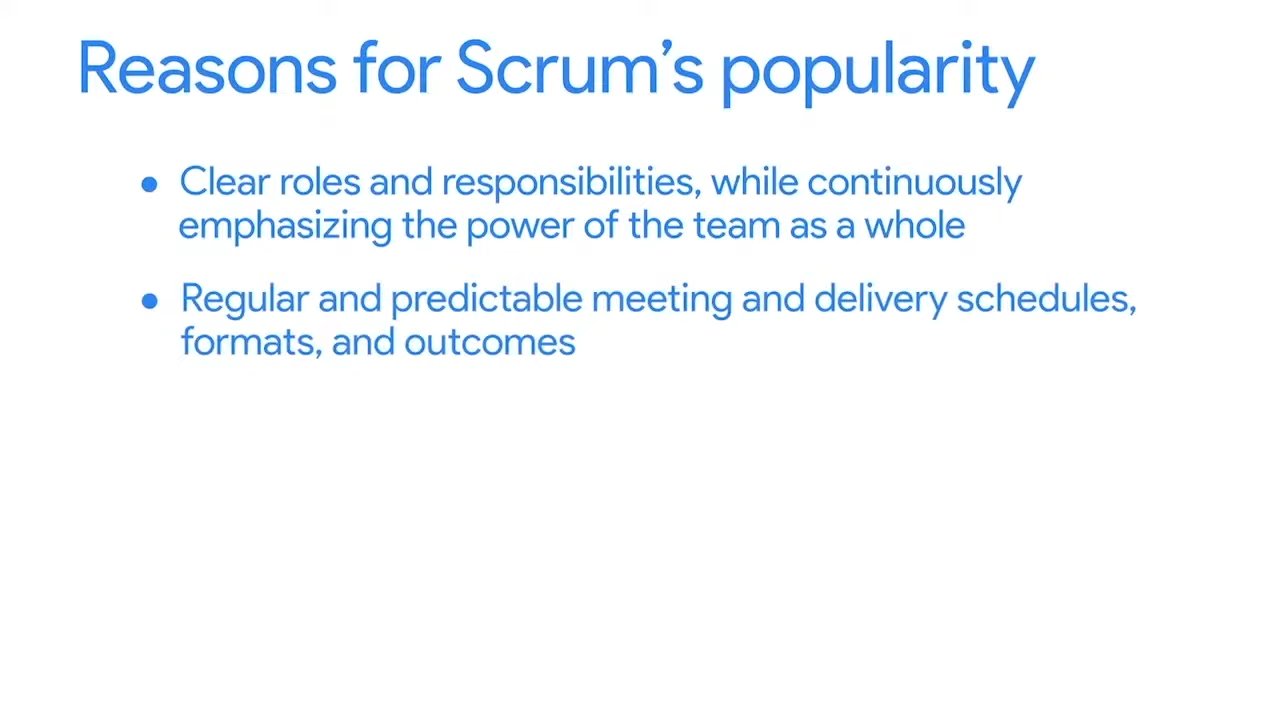 Reasons for Scrum’s popularity
● Clear roles and responsibilities, while continuously
emphasizing the power of the team as a whole
● Regular and predictable meeting and delivery schedules,
formats, and outcomes